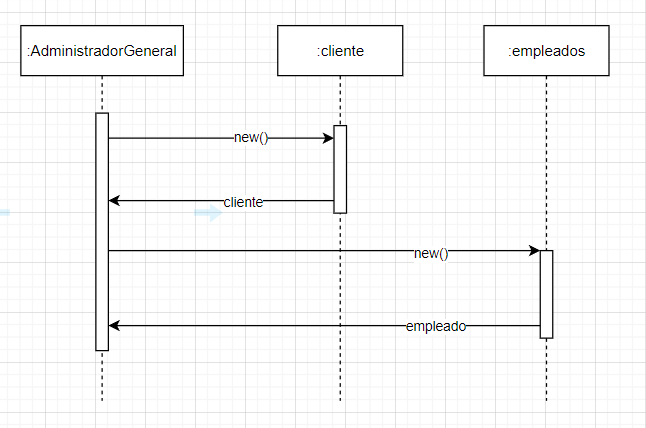 :AdministradorGeneral
:cliente
:empleados
new()
cliente
new()
empleado